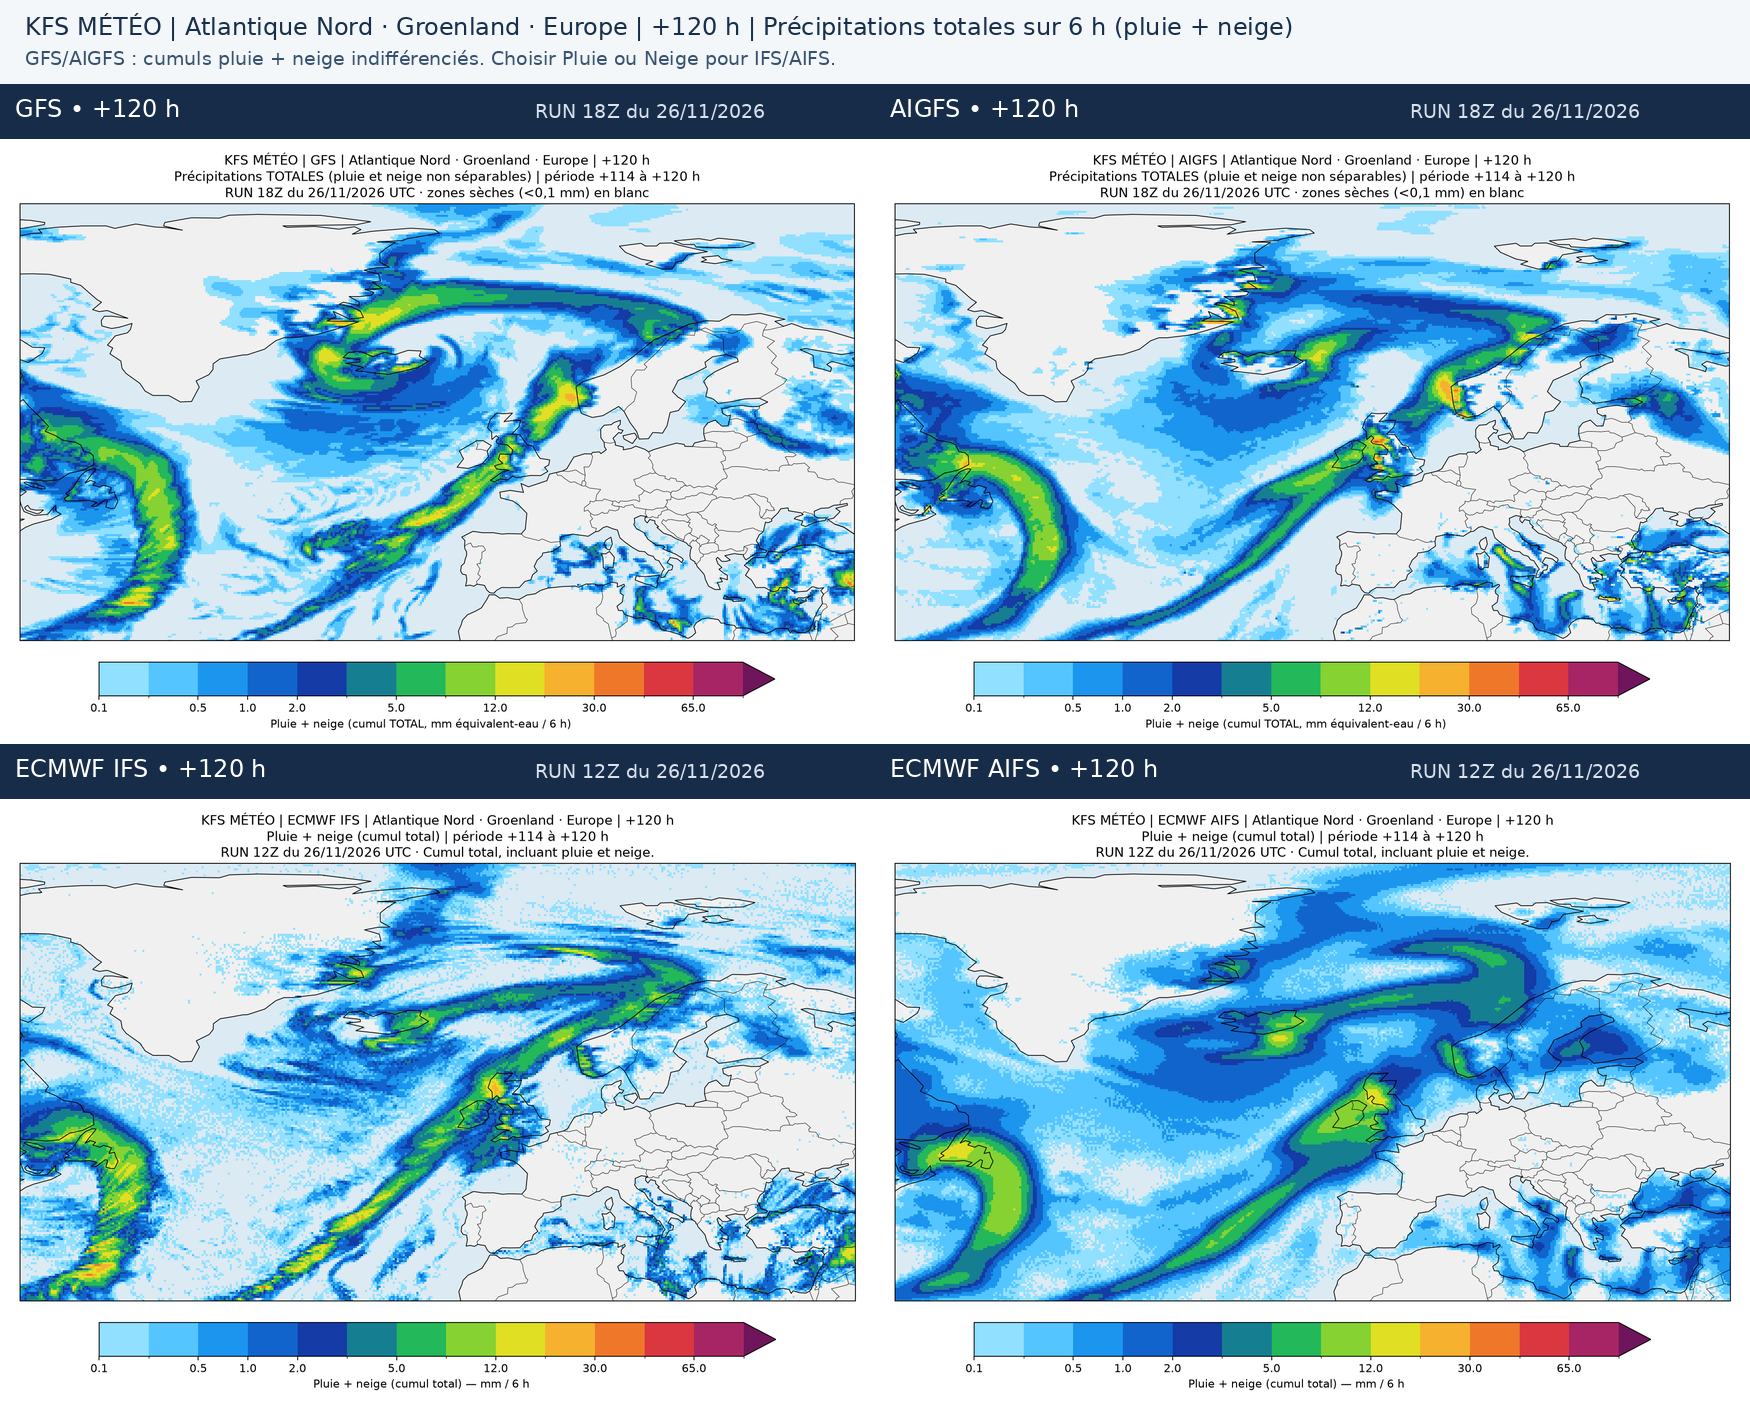 KFS MÉTÉO | Atlantique Nord · Groenland · Europe | +120 h | Précipitations totales sur 6 h (pluie + neige)
GFS/AIGFS : cumuls pluie + neige indifférenciés. Choisir Pluie ou Neige pour IFS/AIFS.
GFS • +120 h RUN 18Z du 26/11/2026
KFS MÉTÉO | GFS | Atlantique Nord · Groenland · Europe | +120 h
Précipitations TOTALES (pluie et neige non séparables) | période +114 à +120 h
RUN 18Z du 26/11/2026 UTC · zones sèches (<0,1 mm) en blanc
0.1 0.5 1.0 2.0 5.0 12.0 30.0 65.0
Pluie + neige (cumul TOTAL, mm équivalent-eau / 6 h)
AIGFS • +120 h RUN 18Z du 26/11/2026
KFS MÉTÉO | AIGFS | Atlantique Nord · Groenland · Europe | +120 h
Précipitations TOTALES (pluie et neige non séparables) | période +114 à +120 h
RUN 18Z du 26/11/2026 UTC · zones sèches (<0,1 mm) en blanc
0.1 0.5 1.0 2.0 5.0 12.0 30.0 65.0
Pluie + neige (cumul TOTAL, mm équivalent-eau / 6 h)
ECMWF IFS • +120 h RUN 12Z du 26/11/2026
KFS MÉTÉO | ECMWF IFS | Atlantique Nord · Groenland · Europe | +120 h
Pluie + neige (cumul total) | période +114 à +120 h
RUN 12Z du 26/11/2026 UTC · Cumul total, incluant pluie et neige.
0.1 0.5 1.0 2.0 5.0 12.0 30.0 65.0
Pluie + neige (cumul total) — mm / 6 h
ECMWF AIFS • +120 h RUN 12Z du 26/11/2026
KFS MÉTÉO | ECMWF AIFS | Atlantique Nord · Groenland · Europe | +120 h
Pluie + neige (cumul total) | période +114 à +120 h
RUN 12Z du 26/11/2026 UTC · Cumul total, incluant pluie et neige.
0.1 0.5 1.0 2.0 5.0 12.0 30.0 65.0
Pluie + neige (cumul total) — mm / 6 h